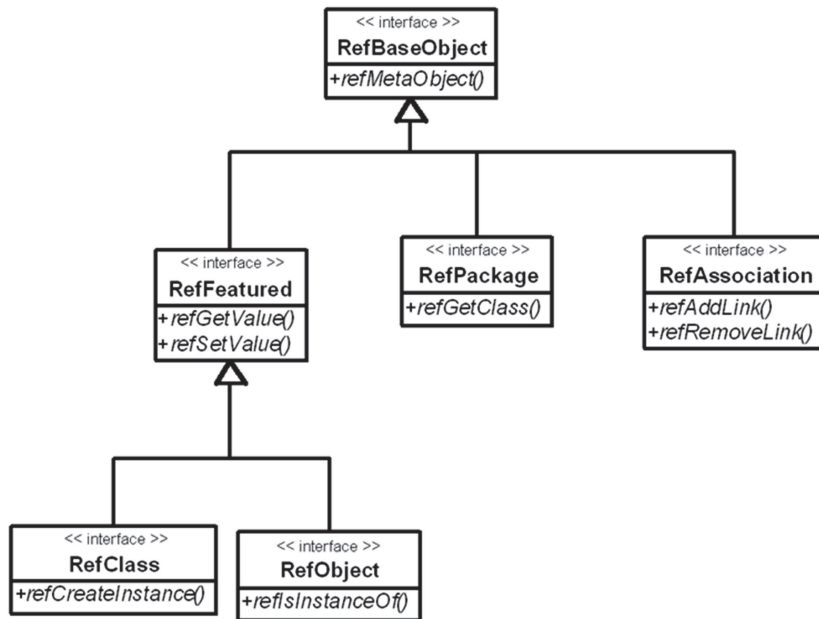 << interface >>
RefBaseObject
+refMetaObject()
<< interface >>
RefFeatured
+refGetValue()
+refSetValue()
<< interface >>
RefPackage
+refGetClass()
<< interface >>
RefAssociation
+refAddLink()
+refRemoveLink()
<< interface >>
RefClass
+refCreateInstance()
<< interface >>
RefObject
+refIsInstanceOf()